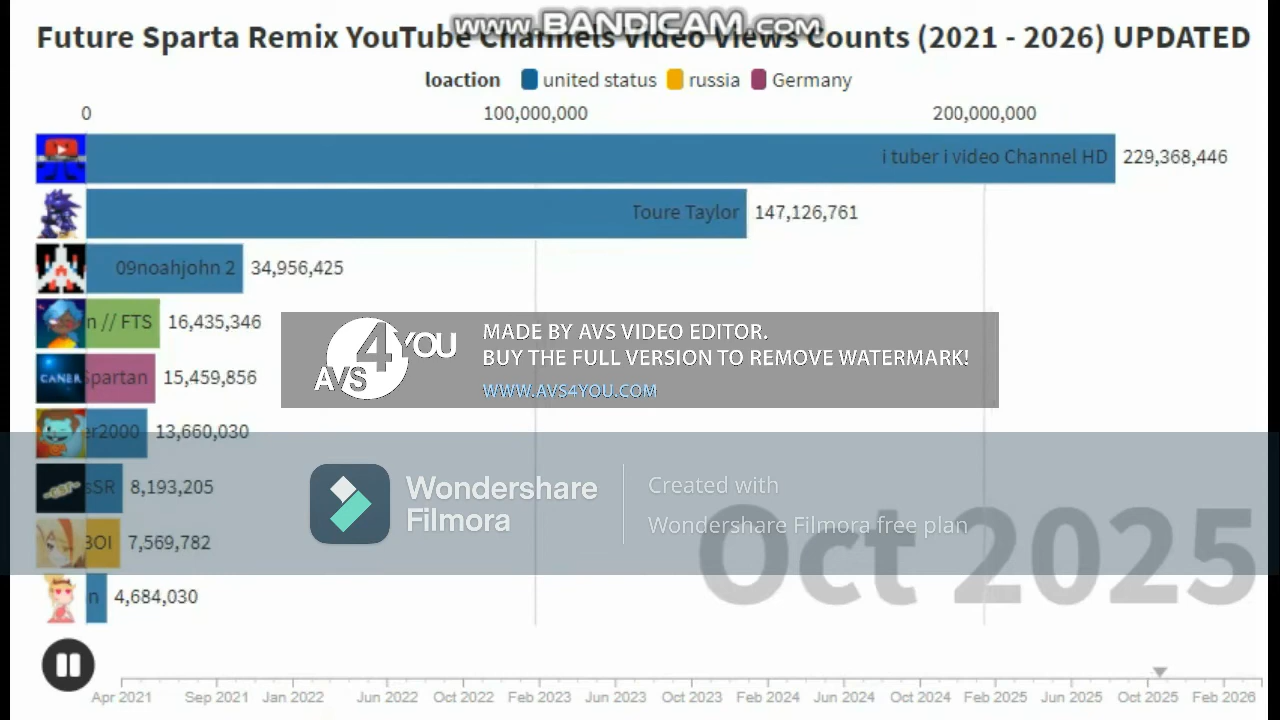 www.BANDICAM.com
Future Sparta Remix YouTube Channels Video Views Counts (2021 - 2026) UPDATED
loaction united status russia Germany
0 100,000,000 200,000,000
i tuber i video Channel HD 229,368,446
Toure Taylor 147,126,761
09noahjohn 2 34,956,425
n // FTS 16,435,346
CANER Spartan 15,459,856
er2000 13,660,030
sSR 8,193,205
BOI 7,569,782
n 4,684,030
AVS4YOU
MADE BY AVS VIDEO EDITOR.
BUY THE FULL VERSION TO REMOVE WATERMARK!
WWW.AVS4YOU.COM
Wondershare
Filmora
Created with
Wondershare Filmora free plan
Oct 2025
Apr 2021 Sep 2021 Jan 2022 Jun 2022 Oct 2022 Feb 2023 Jun 2023 Oct 2023 Feb 2024 Jun 2024 Oct 2024 Feb 2025 Jun 2025 Oct 2025 Feb 2026